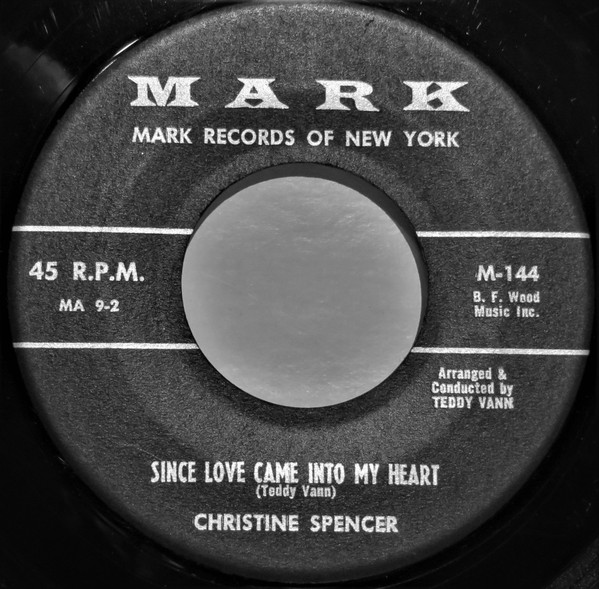 MARK
MARK RECORDS OF NEW YORK
45 R.P.M.
MA 9-2
M-144
B. F. Wood
Music Inc.
Arranged &
Conducted by
TEDDY VANN
SINCE LOVE CAME INTO MY HEART
(Teddy Vann)
CHRISTINE SPENCER